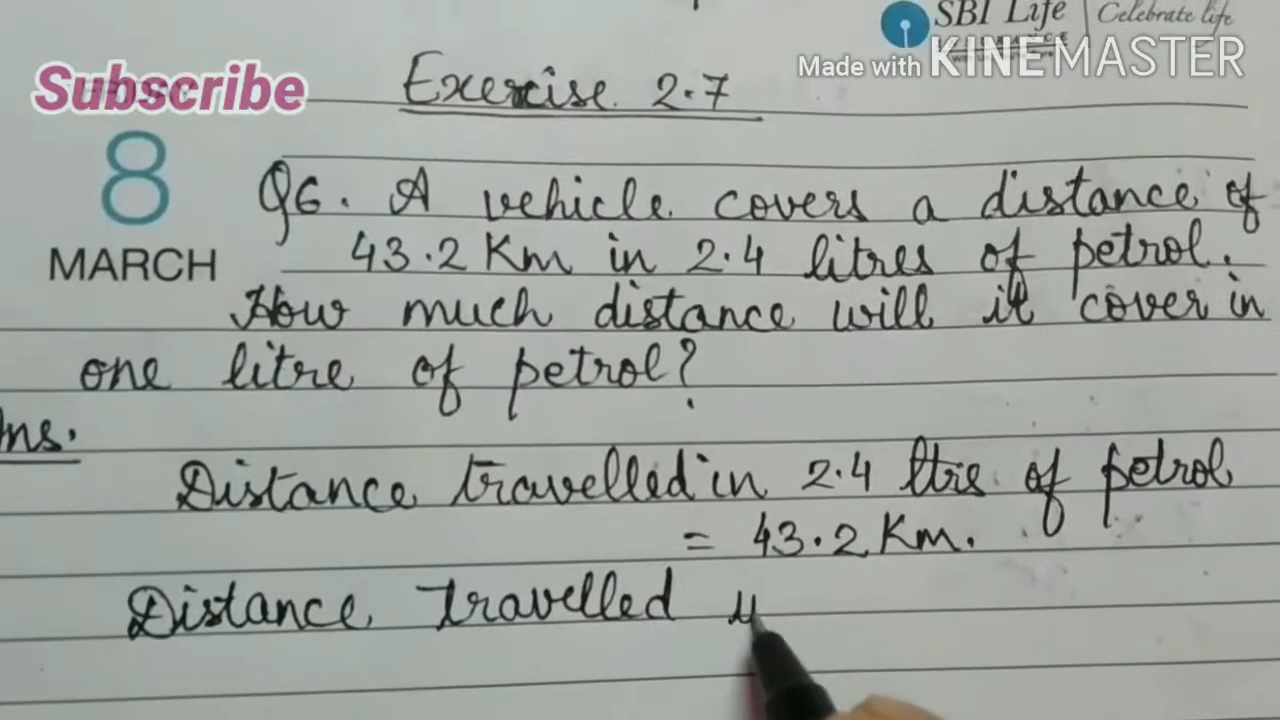 SBI Life
Celebrate life
Made with KINEMASTER
Subscribe
Exercise 2.7
8
MARCH
Q6. A vehicle covers a distance of
43.2 Km in 2.4 litres of petrol.
How much distance will it cover in
one litre of petrol?
Ans.
Distance travelled in 2.4 ltrs of petrol
= 43.2 Km.
Distance travelled